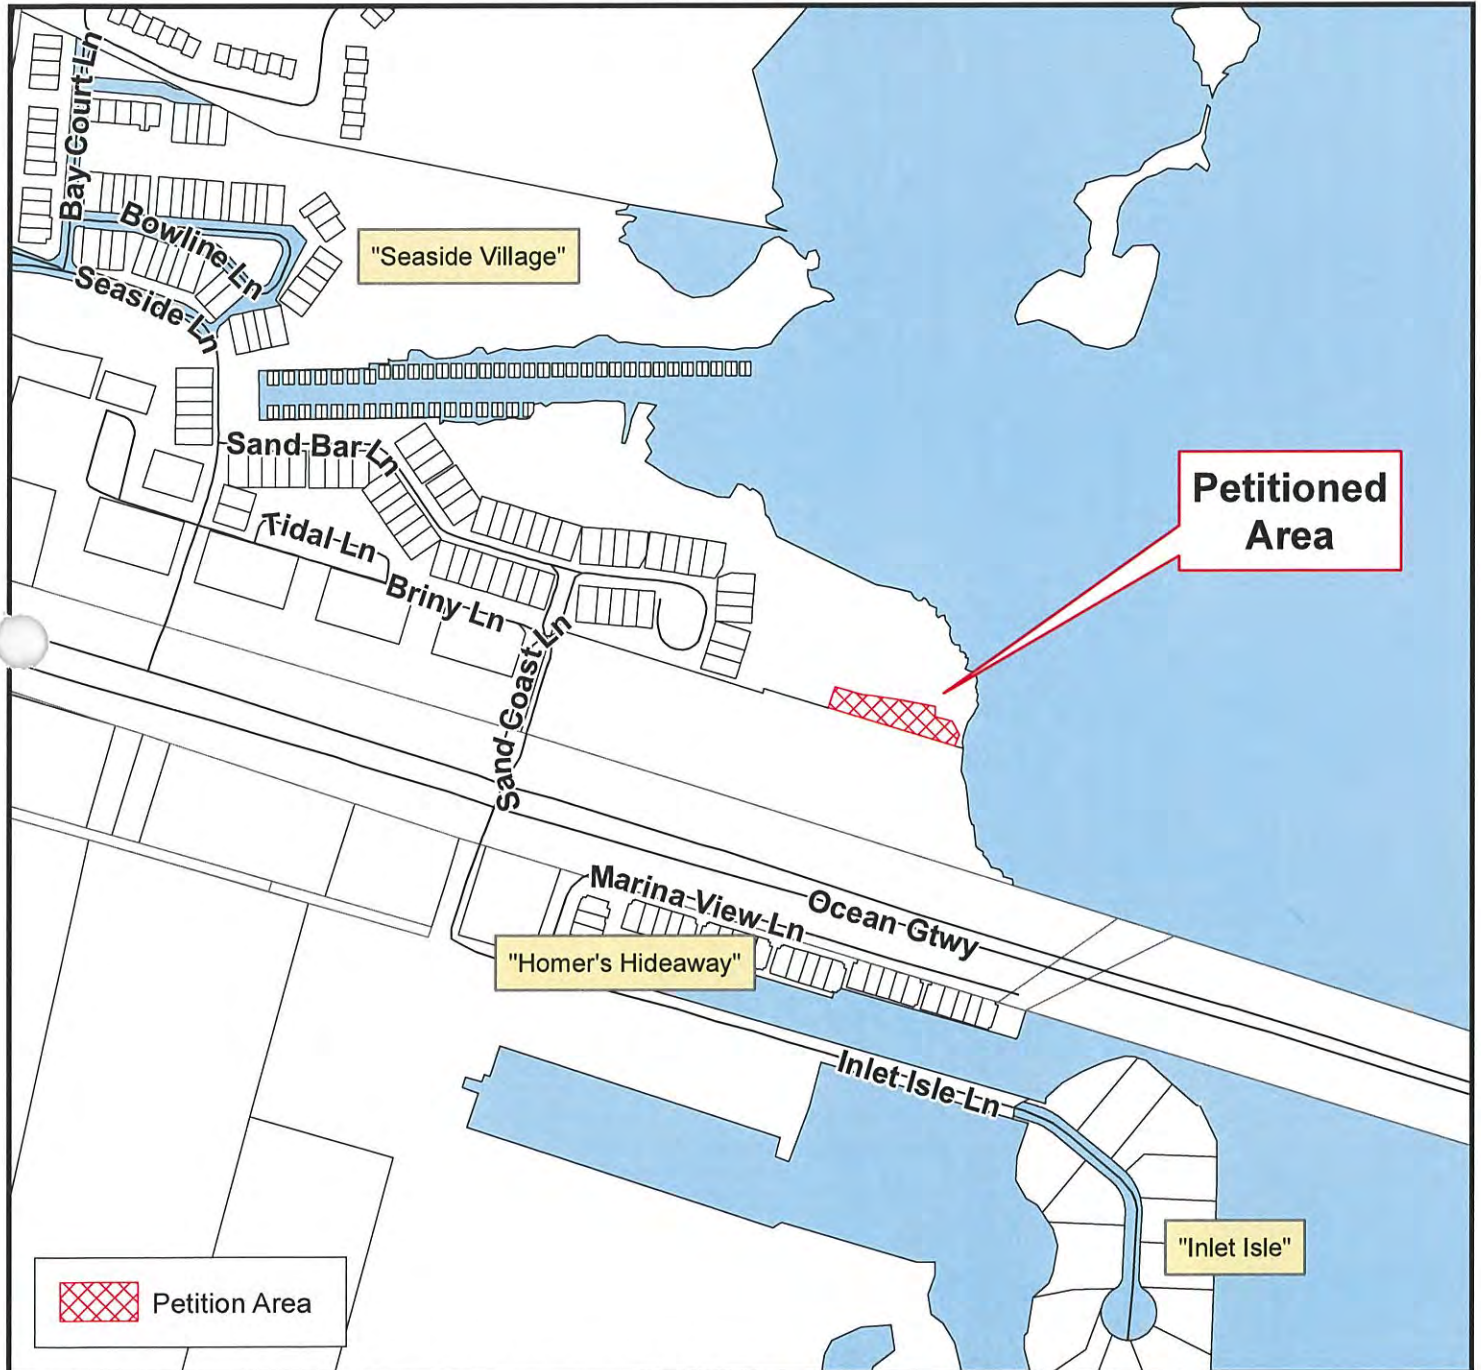 Bay Court Ln
Bowline Ln
"Seaside Village"
Seaside Ln
Sand Bar Ln
Petitioned
Area
Tidal Ln
Briny Ln
Sand Coast Ln
Marina View Ln
Ocean Gtwy
"Homer's Hideaway"
Inlet Isle Ln
"Inlet Isle"
Petition Area